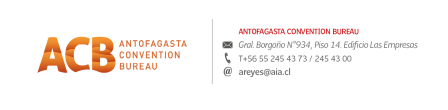 ACB
ANTOFAGASTA
CONVENTION
BUREAU
ANTOFAGASTA CONVENTION BUREAU
Gral. Borgoño N°934, Piso 14. Edificio Las Empresas
T+56 55 245 43 73 / 245 43 00
@ areyes@aia.cl